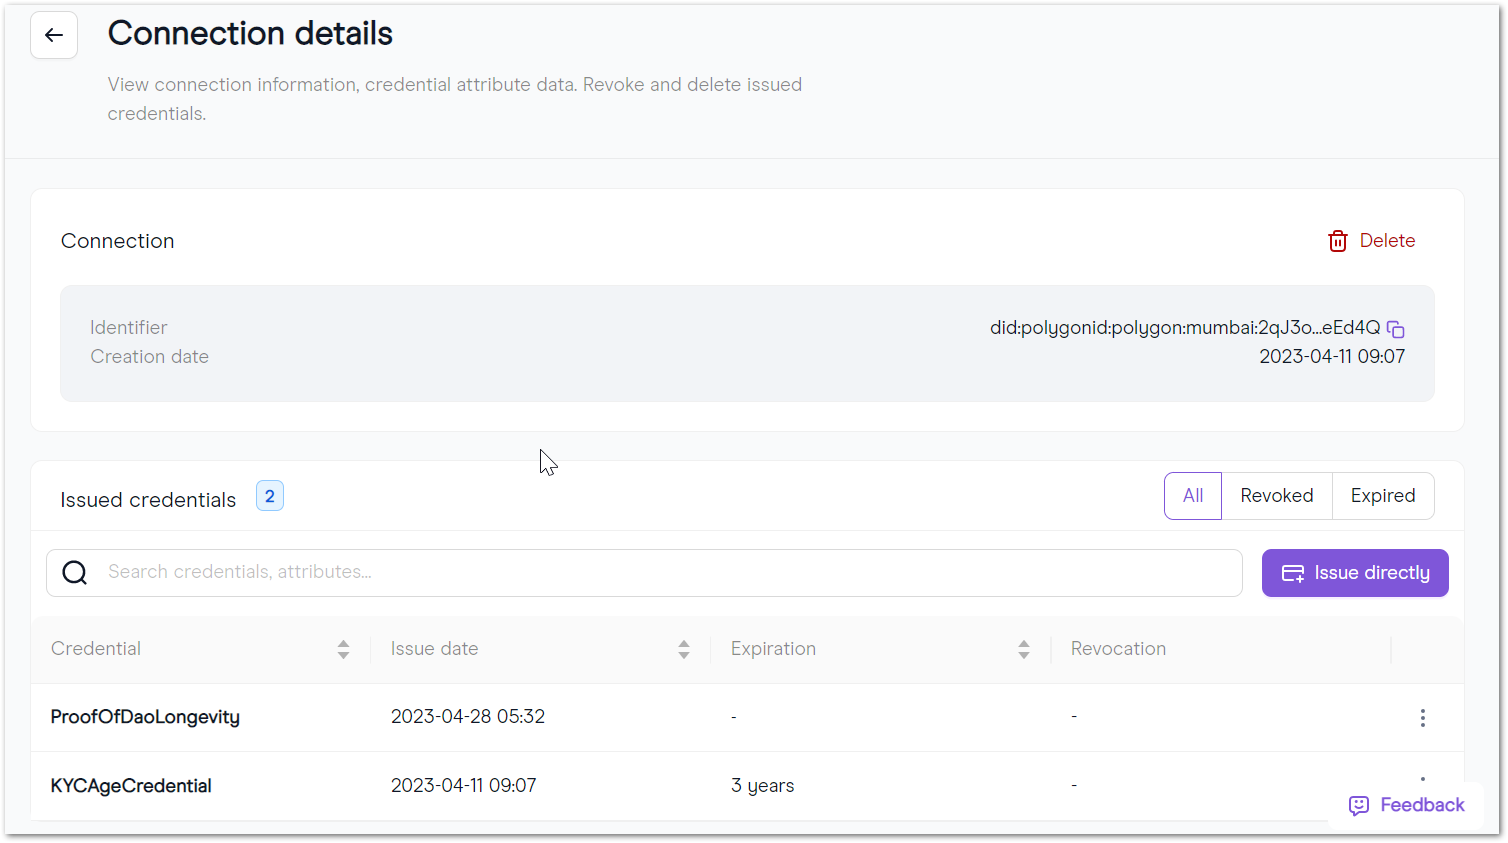 Connection details
View connection information, credential attribute data. Revoke and delete issued
credentials.
Connection
Delete
Identifier
did:polygonid:polygon:mumbai:2qJ3o...eEd4Q
Creation date
2023-04-11 09:07
Issued credentials 2
All Revoked Expired
Search credentials, attributes...
Issue directly
Credential Issue date Expiration Revocation
ProofOfDaoLongevity 2023-04-28 05:32 - -
KYCAgeCredential 2023-04-11 09:07 3 years -
Feedback